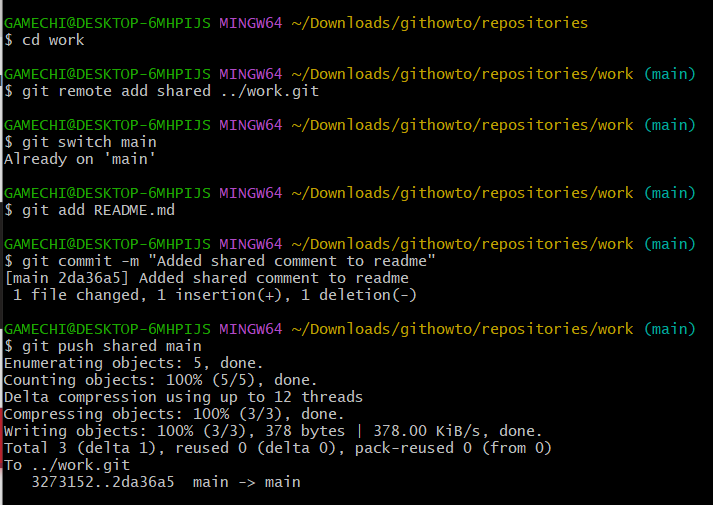 GAMECHI@DESKTOP-6MHPIJS MINGW64 ~/Downloads/githowto/repositories
$ cd work
GAMECHI@DESKTOP-6MHPIJS MINGW64 ~/Downloads/githowto/repositories/work (main)
$ git remote add shared ../work.git
GAMECHI@DESKTOP-6MHPIJS MINGW64 ~/Downloads/githowto/repositories/work (main)
$ git switch main
Already on 'main'
GAMECHI@DESKTOP-6MHPIJS MINGW64 ~/Downloads/githowto/repositories/work (main)
$ git add README.md
GAMECHI@DESKTOP-6MHPIJS MINGW64 ~/Downloads/githowto/repositories/work (main)
$ git commit -m "Added shared comment to readme"
[main 2da36a5] Added shared comment to readme
 1 file changed, 1 insertion(+), 1 deletion(-)
GAMECHI@DESKTOP-6MHPIJS MINGW64 ~/Downloads/githowto/repositories/work (main)
$ git push shared main
Enumerating objects: 5, done.
Counting objects: 100% (5/5), done.
Delta compression using up to 12 threads
Compressing objects: 100% (3/3), done.
Writing objects: 100% (3/3), 378 bytes | 378.00 KiB/s, done.
Total 3 (delta 1), reused 0 (delta 0), pack-reused 0 (from 0)
To ../work.git
   3273152..2da36a5  main -> main